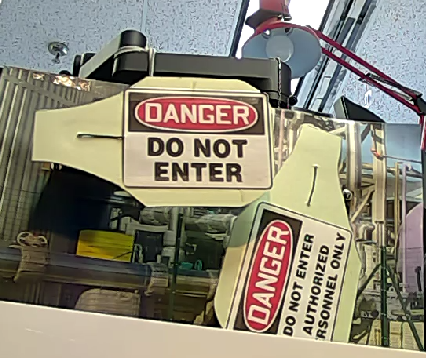 DANGER
DO NOT
ENTER
DANGER
DO NOT ENTER
AUTHORIZED
RSONNEL ONLY